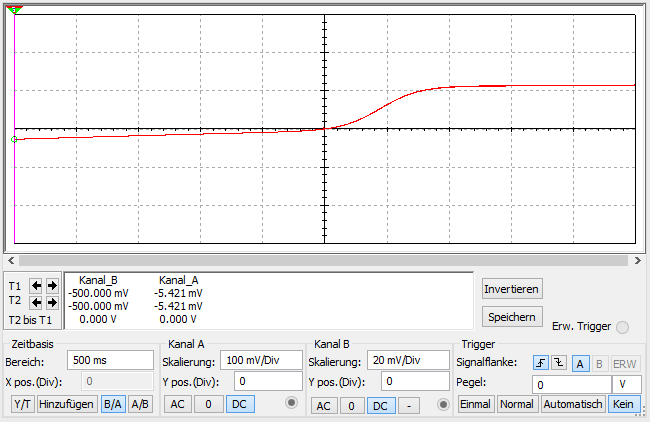 T1
T2
T2 bis T1
Kanal_B Kanal_A
-500.000 mV -5.421 mV
-500.000 mV -5.421 mV
0.000 V 0.000 V
Invertieren
Speichern
Erw. Trigger
Zeitbasis
Bereich: 500 ms
X pos.(Div): 0
Y/T Hinzufügen B/A A/B
Kanal A
Skalierung: 100 mV/Div
Y pos.(Div): 0
AC 0 DC
Kanal B
Skalierung: 20 mV/Div
Y pos.(Div): 0
AC 0 DC -
Trigger
Signalflanke: A B ERW
Pegel: 0 V
Einmal Normal Automatisch Kein